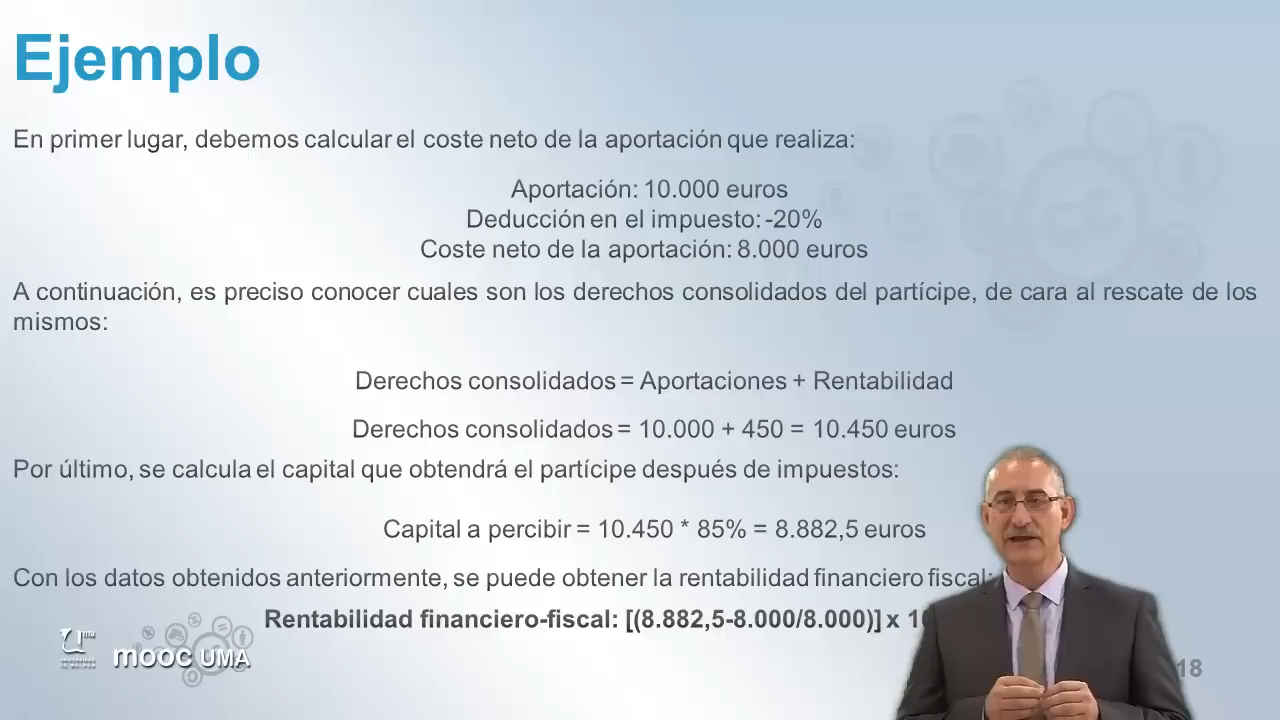 Ejemplo
En primer lugar, debemos calcular el coste neto de la aportación que realiza:
Aportación: 10.000 euros
Deducción en el impuesto: -20%
Coste neto de la aportación: 8.000 euros
A continuación, es preciso conocer cuales son los derechos consolidados del partícipe, de cara al rescate de los
mismos:
Derechos consolidados = Aportaciones + Rentabilidad
Derechos consolidados = 10.000 + 450 = 10.450 euros
Por último, se calcula el capital que obtendrá el partícipe después de impuestos:
Capital a percibir = 10.450 * 85% = 8.882,5 euros
Con los datos obtenidos anteriormente, se puede obtener la rentabilidad financiero fiscal:
Rentabilidad financiero-fiscal: [(8.882,5-8.000/8.000)] x
uma
mooc UMA
18